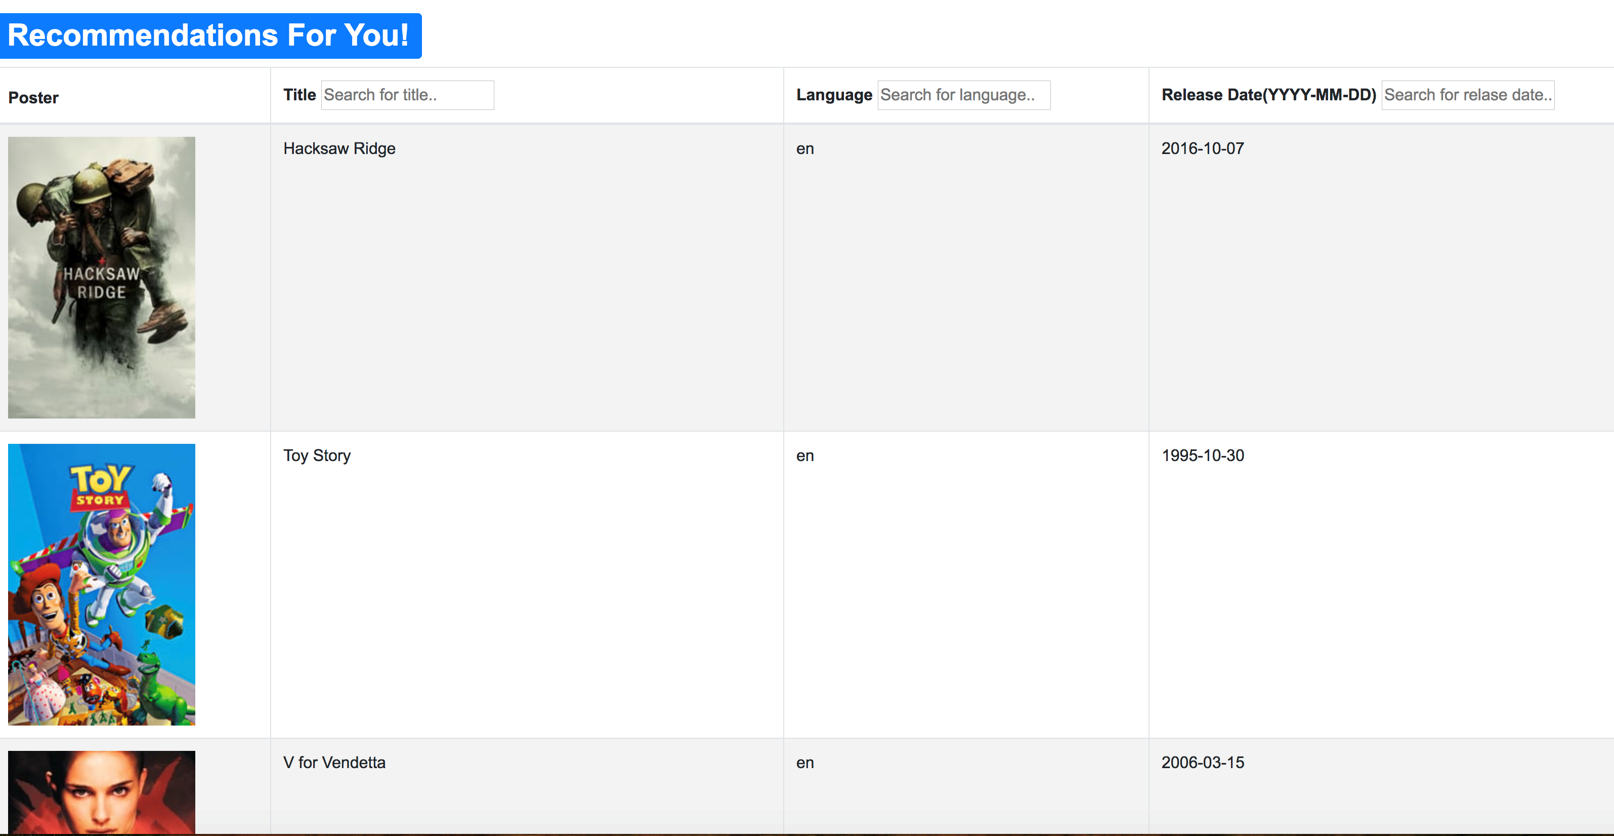 Recommendations For You!
Poster Title Search for title.. Language Search for language.. Release Date(YYYY-MM-DD) Search for relase date..
Hacksaw Ridge en 2016-10-07
HACKSAW
RIDGE
Toy Story en 1995-10-30
TOY
STORY
V for Vendetta en 2006-03-15